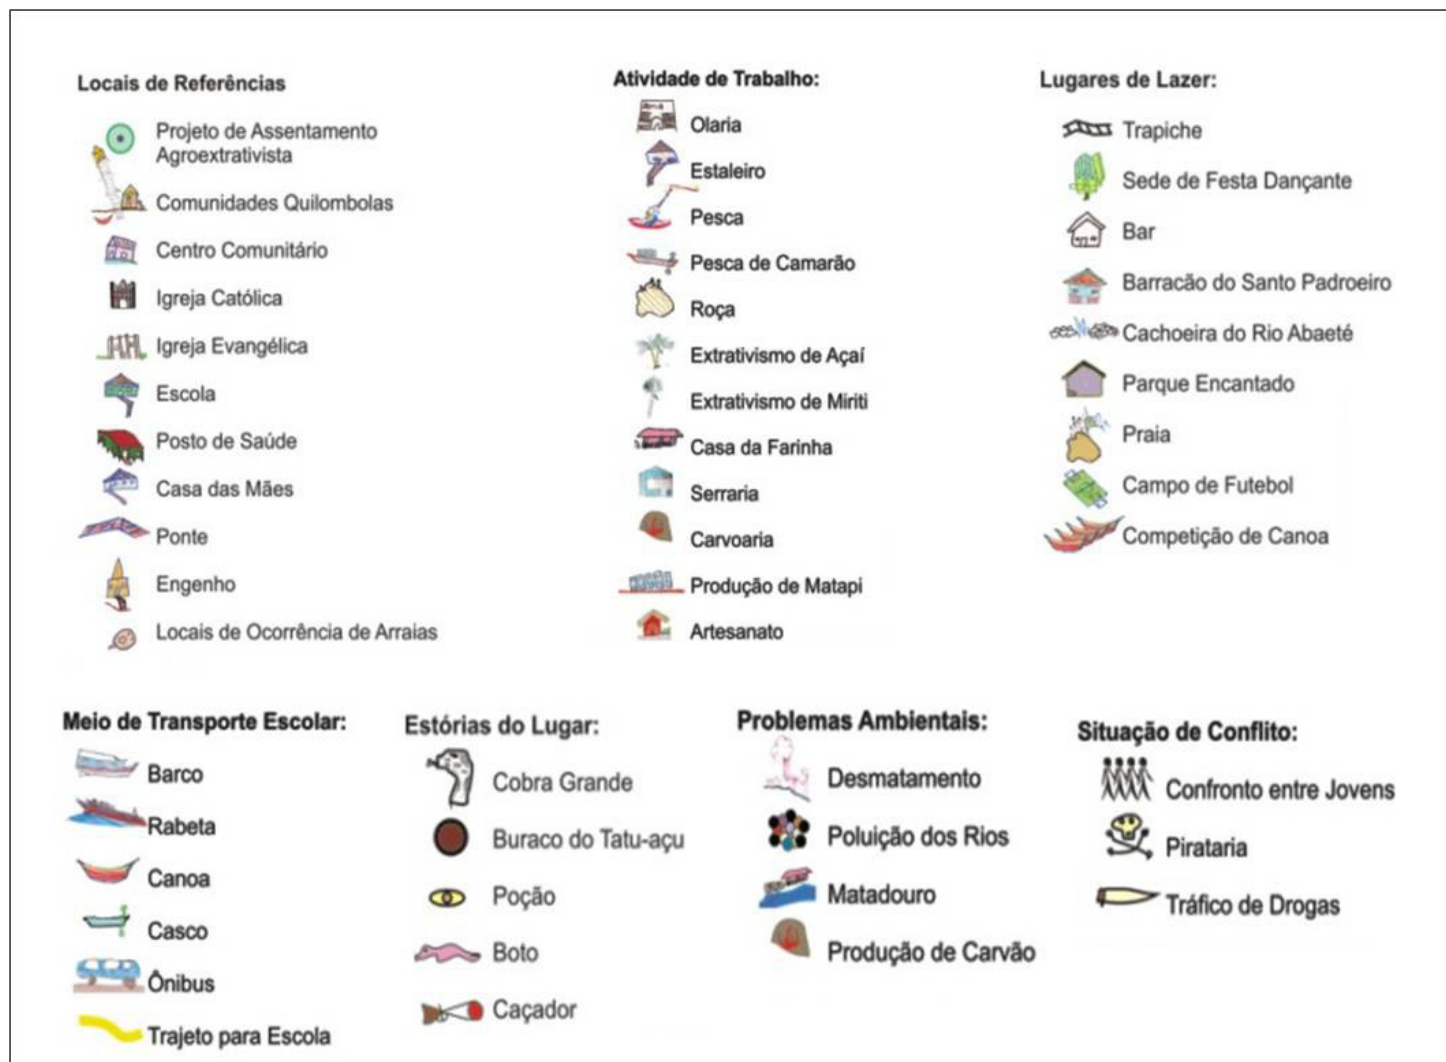 Locais de Referências
Projeto de Assentamento
Agroextrativista
Comunidades Quilombolas
Centro Comunitário
Igreja Católica
Igreja Evangélica
Escola
Posto de Saúde
Casa das Mães
Ponte
Engenho
Locais de Ocorrência de Arraias
Atividade de Trabalho:
Olaria
Estaleiro
Pesca
Pesca de Camarão
Roça
Extrativismo de Açaí
Extrativismo de Miriti
Casa da Farinha
Serraria
Carvoaria
Produção de Matapi
Artesanato
Lugares de Lazer:
Trapiche
Sede de Festa Dançante
Bar
Barracão do Santo Padroeiro
Cachoeira do Rio Abaeté
Parque Encantado
Praia
Campo de Futebol
Competição de Canoa
Meio de Transporte Escolar:
Barco
Rabeta
Canoa
Casco
Ônibus
Trajeto para Escola
Estórias do Lugar:
Cobra Grande
Buraco do Tatu-açu
Poção
Boto
Caçador
Problemas Ambientais:
Desmatamento
Poluição dos Rios
Matadouro
Produção de Carvão
Situação de Conflito:
Confronto entre Jovens
Pirataria
Tráfico de Drogas